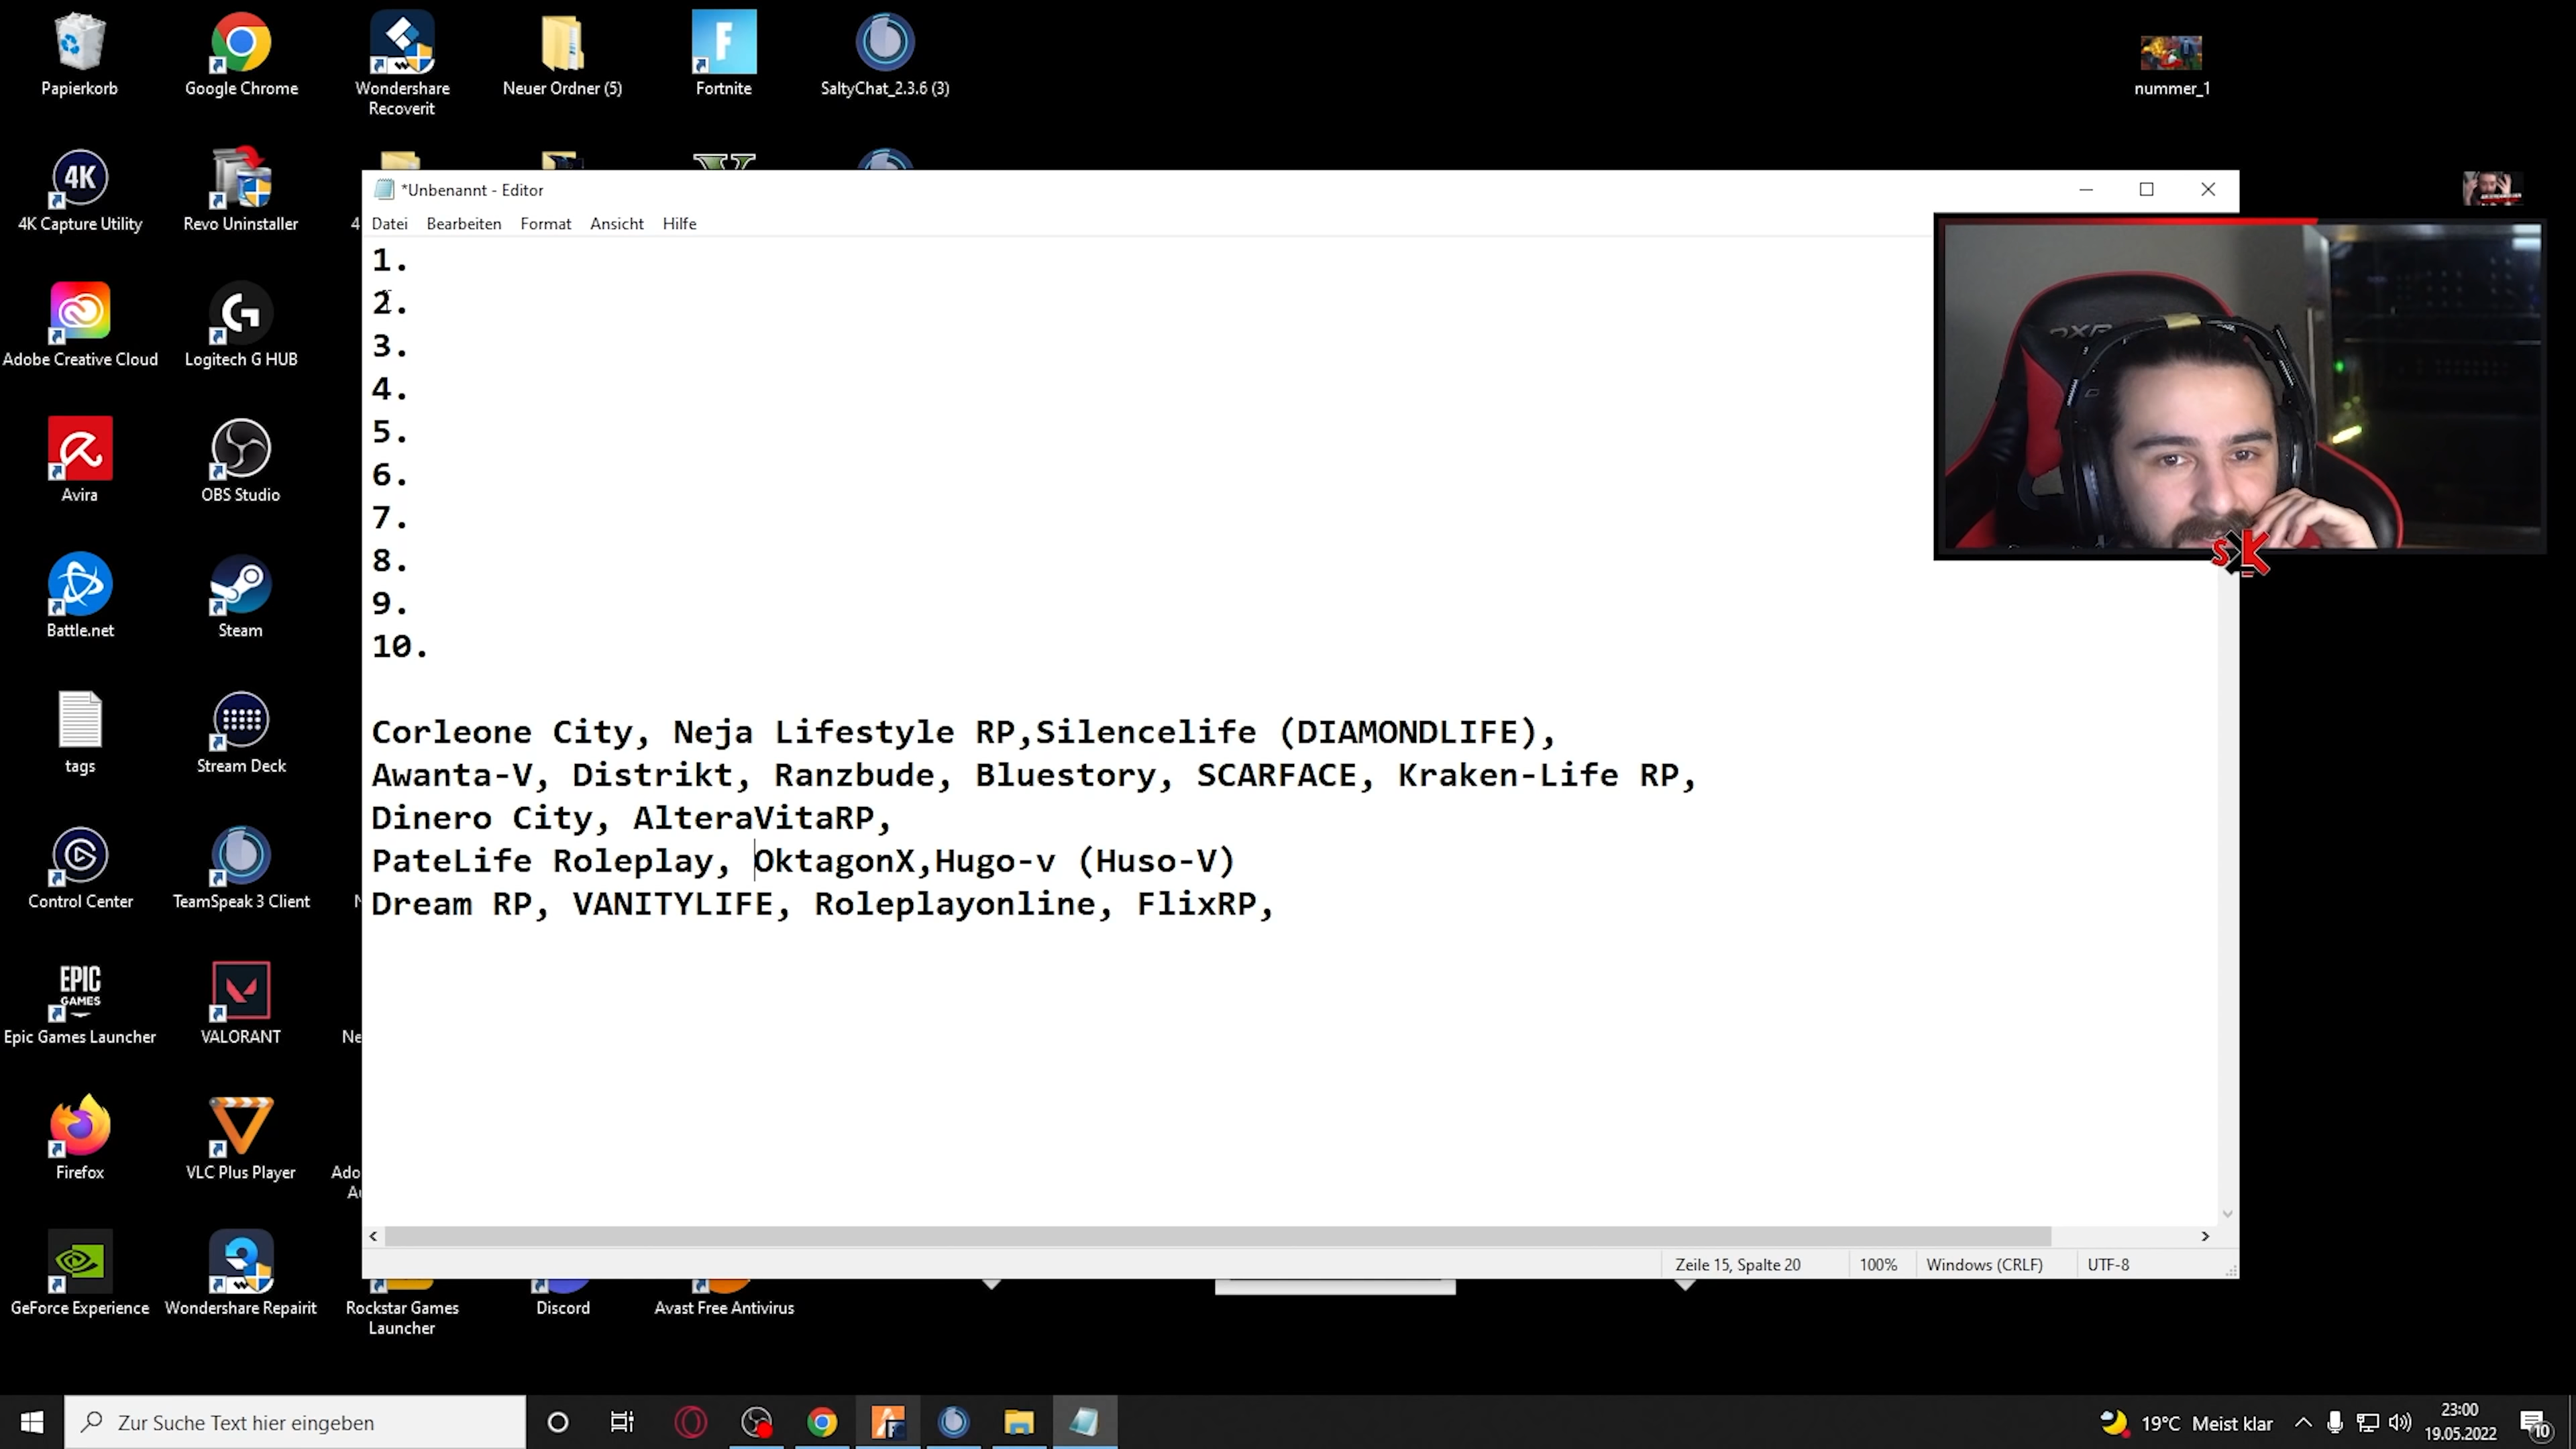 Papierkorb
Google Chrome
Wondershare
Recoverit
Neuer Ordner (5)
Fortnite
SaltyChat_2.3.6 (3)
nummer_1
4K
4K Capture Utility
Revo Uninstaller
Adobe Creative Cloud
Logitech G HUB
Avira
OBS Studio
Battle.net
Steam
tags
Stream Deck
Control Center
TeamSpeak 3 Client
EPIC
GAMES
Epic Games Launcher
VALORANT
Firefox
VLC Plus Player
GeForce Experience
Wondershare Repairit
Rockstar Games
Launcher
Discord
Avast Free Antivirus
*Unbenannt - Editor
Datei Bearbeiten Format Ansicht Hilfe
1.
2.
3.
4.
5.
6.
7.
8.
9.
10.
Corleone City, Neja Lifestyle RP,Silencelife (DIAMONDLIFE),
Awanta-V, Distrikt, Ranzbude, Bluestory, SCARFACE, Kraken-Life RP,
Dinero City, AlteraVitaRP,
PateLife Roleplay, OktagonX,Hugo-v (Huso-V)
Dream RP, VANITYLIFE, Roleplayonline, FlixRP,
Zeile 15, Spalte 20 100% Windows (CRLF) UTF-8
Zur Suche Text hier eingeben
19°C Meist klar
23:00
19.05.2022
10